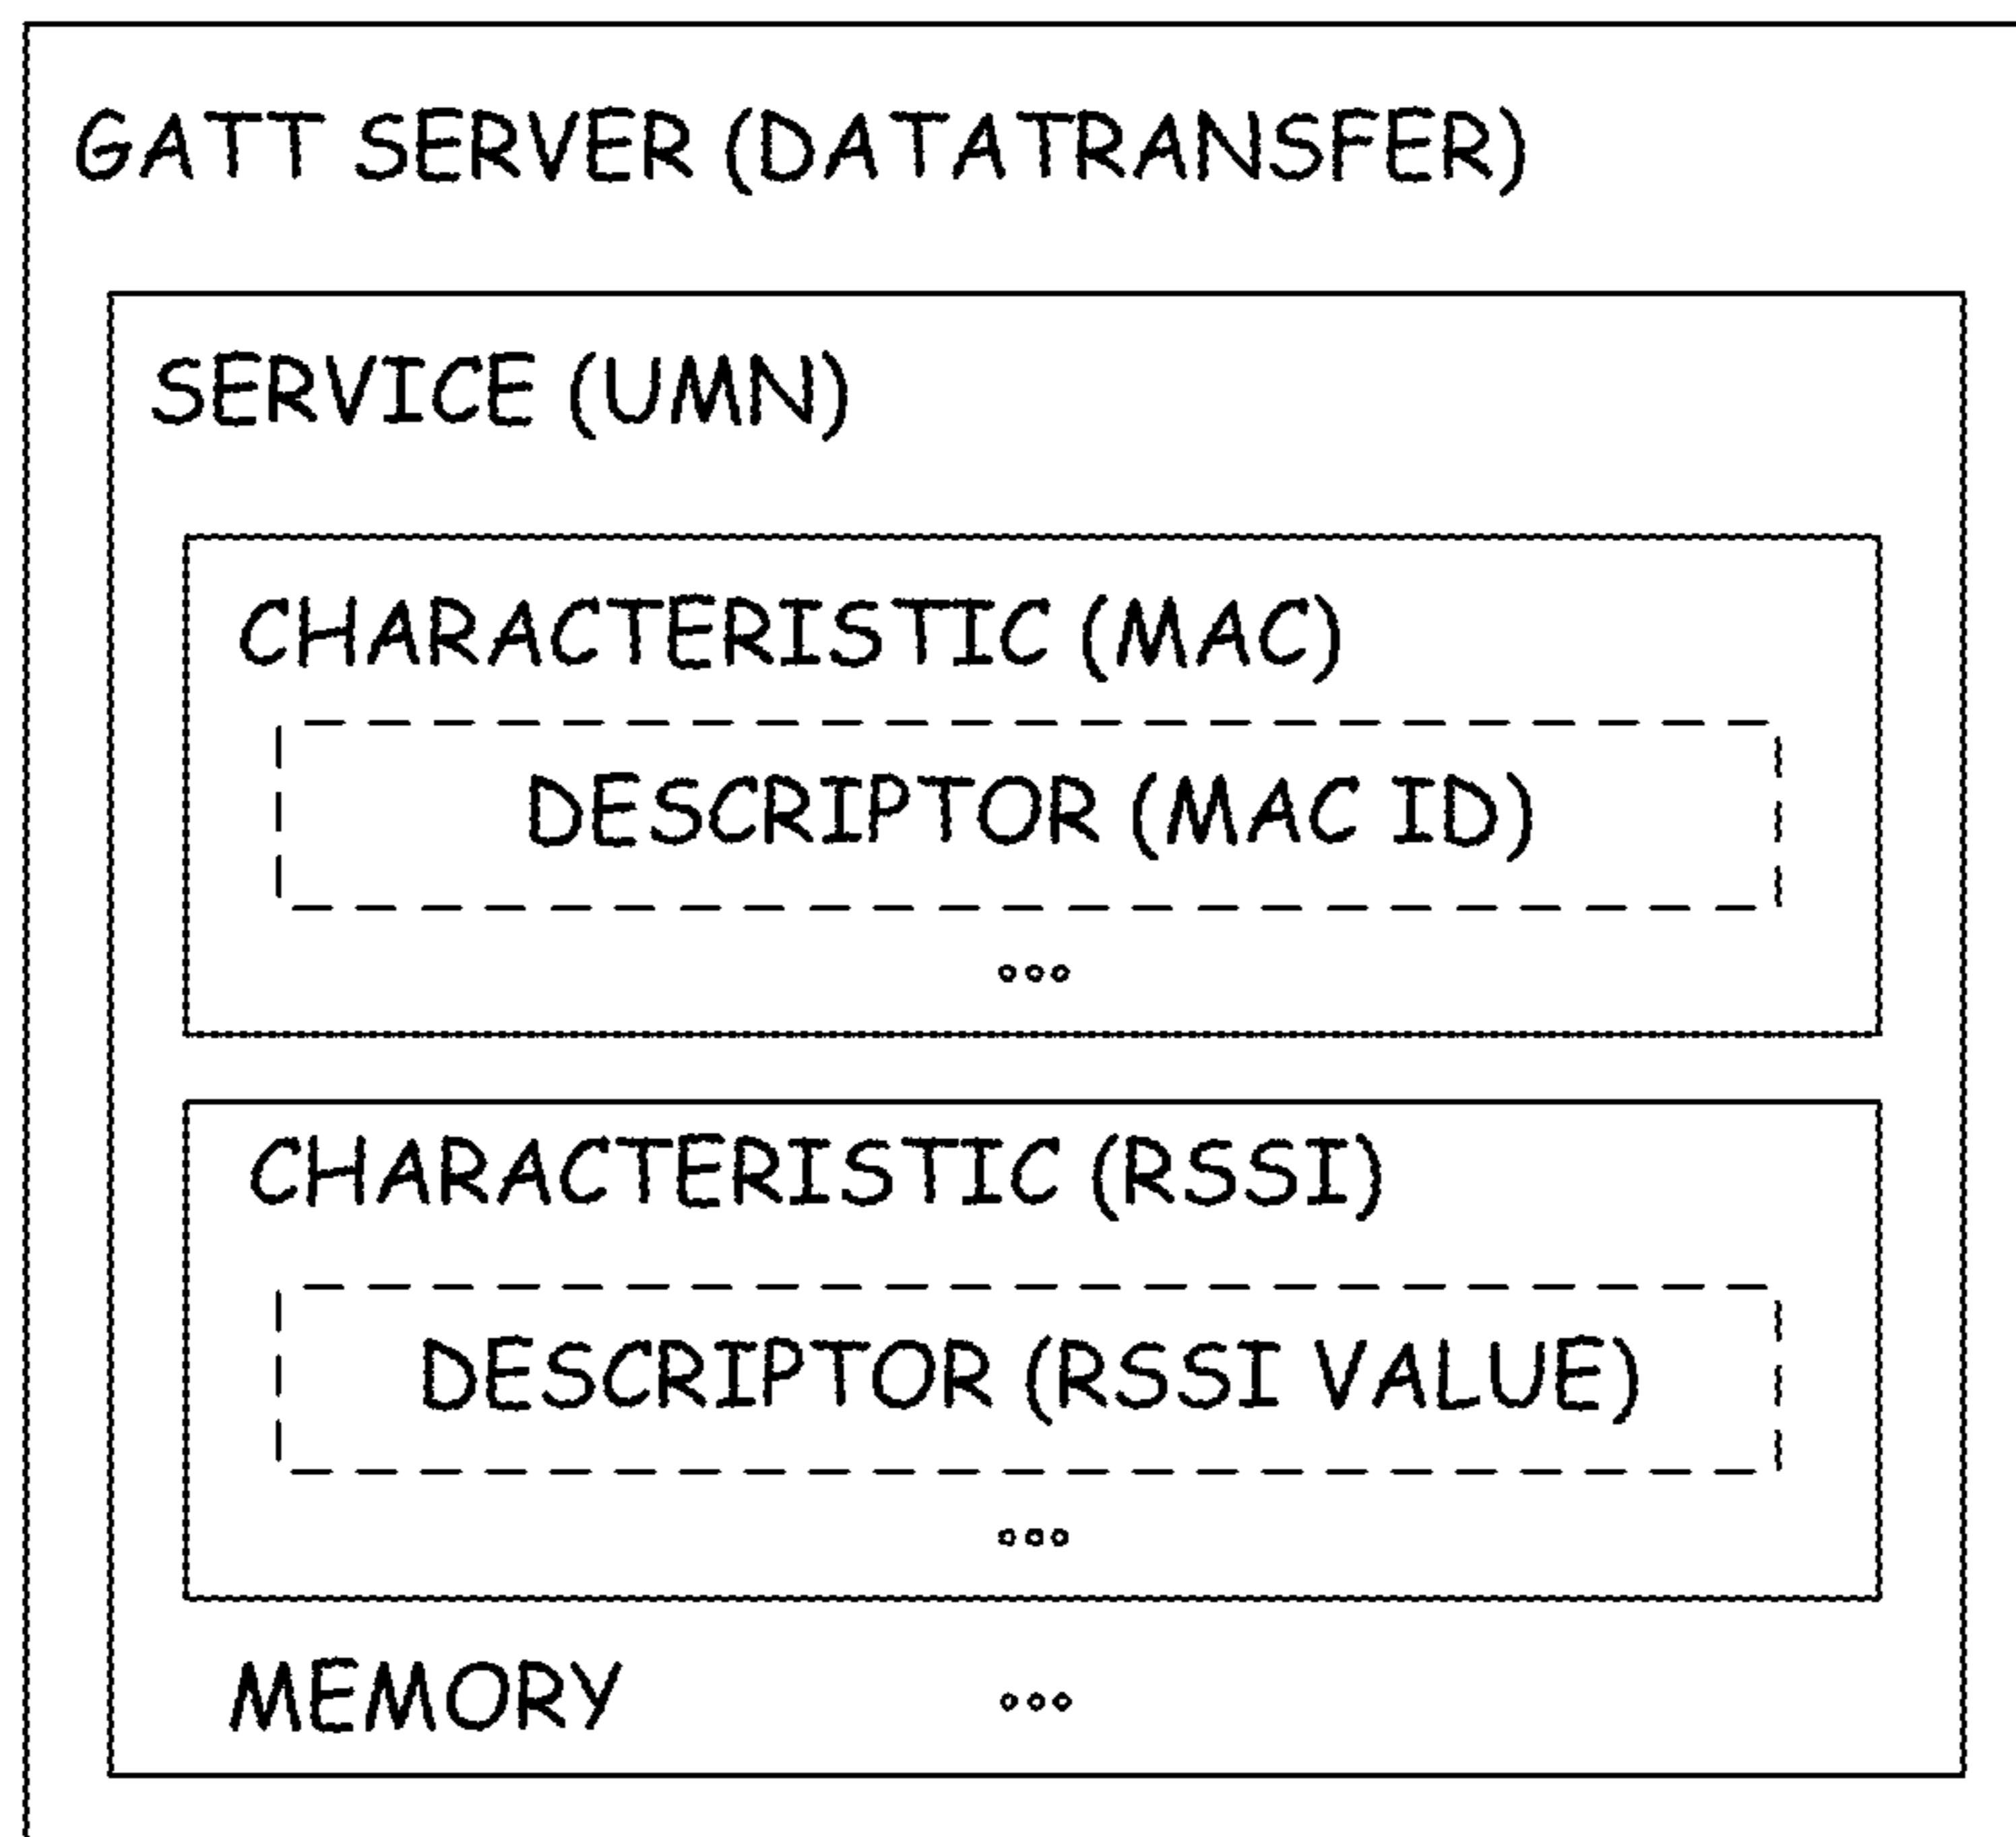 GATT SERVER (DATATRANSFER)
SERVICE (UMN)
CHARACTERISTIC (MAC)
DESCRIPTOR (MAC ID)
...
CHARACTERISTIC (RSSI)
DESCRIPTOR (RSSI VALUE)
...
MEMORY ...